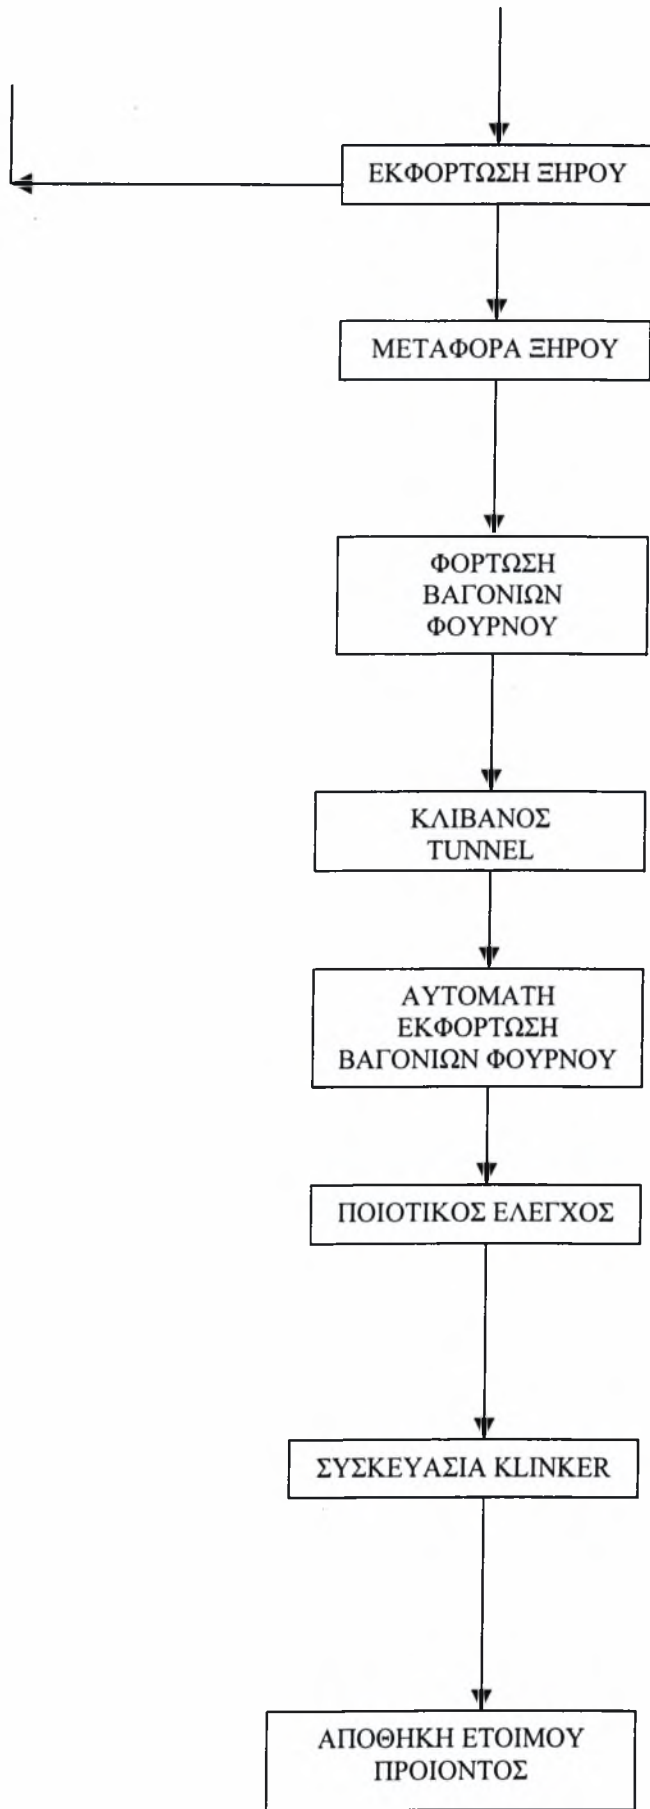 ΕΚΦΟΡΤΩΣΗ ΞΗΡΟΥ
ΜΕΤΑΦΟΡΑ ΞΗΡΟΥ
ΦΟΡΤΩΣΗ
ΒΑΓΟΝΙΩΝ
ΦΟΥΡΝΟΥ
ΚΛΙΒΑΝΟΣ
TUNNEL
ΑΥΤΟΜΑΤΗ
ΕΚΦΟΡΤΩΣΗ
ΒΑΓΟΝΙΩΝ ΦΟΥΡΝΟΥ
ΠΟΙΟΤΙΚΟΣ ΕΛΕΓΧΟΣ
ΣΥΣΚΕΥΑΣΙΑ KLINKER
ΑΠΟΘΗΚΗ ΕΤΟΙΜΟΥ
ΠΡΟΙΟΝΤΟΣ